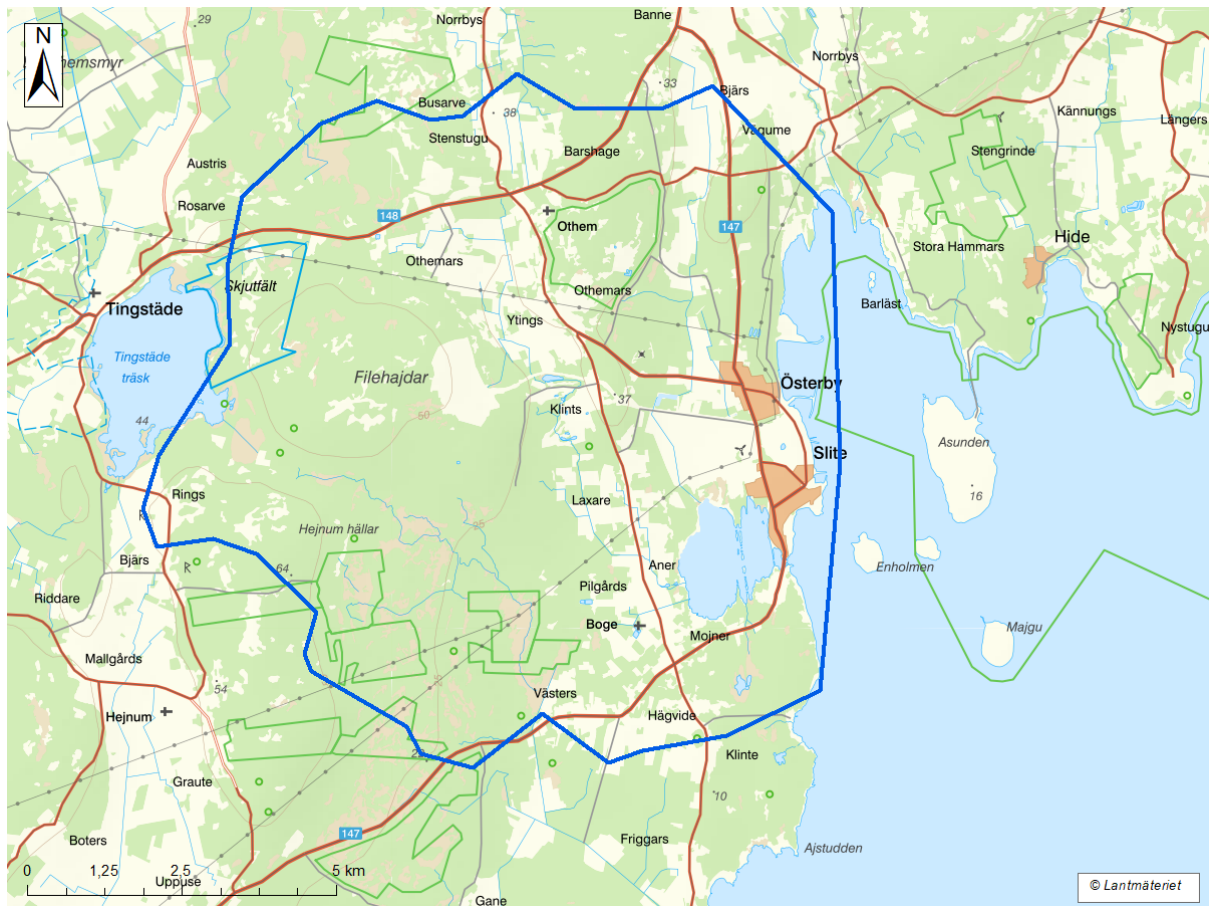 29
Norrbys
Banne
N
Norrbys
33
Bjärs
Kännungs
Busarve
38
Längers
Stenstugu
Vägume
Barshage
Stengrinde
Austris
Rosarve
148
Othem
147
Hide
Stora Hammars
Othemars
Skjutfält
Othemars
Barläst
Tingstäde
Ytings
Nystugu
Tingstäde
träsk
Filehajdar
Österby
37
Klints
50
44
Asunden
Slite
Rings
16
Laxare
Hejnum hällar
Bjärs
Aner
Enholmen
64
Pilgårds
Riddare
Boge
Majgu
Mojner
Mallgårds
54
Västers
Hejnum
Hägvide
Klinte
Graute
10
147
Boters
Friggars
Ajstudden
0 1,25 2,5 5 km
Uppuse
Gane
© Lantmäteriet